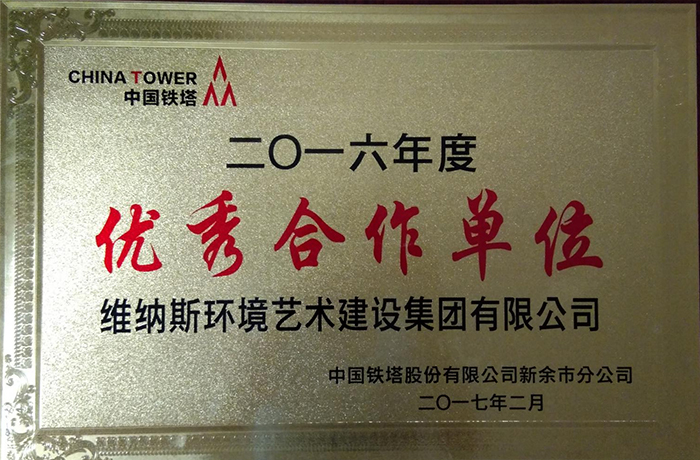 CHINA TOWER
中国铁塔
二〇一六年度
优秀合作单位
维纳斯环境艺术建设集团有限公司
中国铁塔股份有限公司新余市分公司
二〇一七年二月